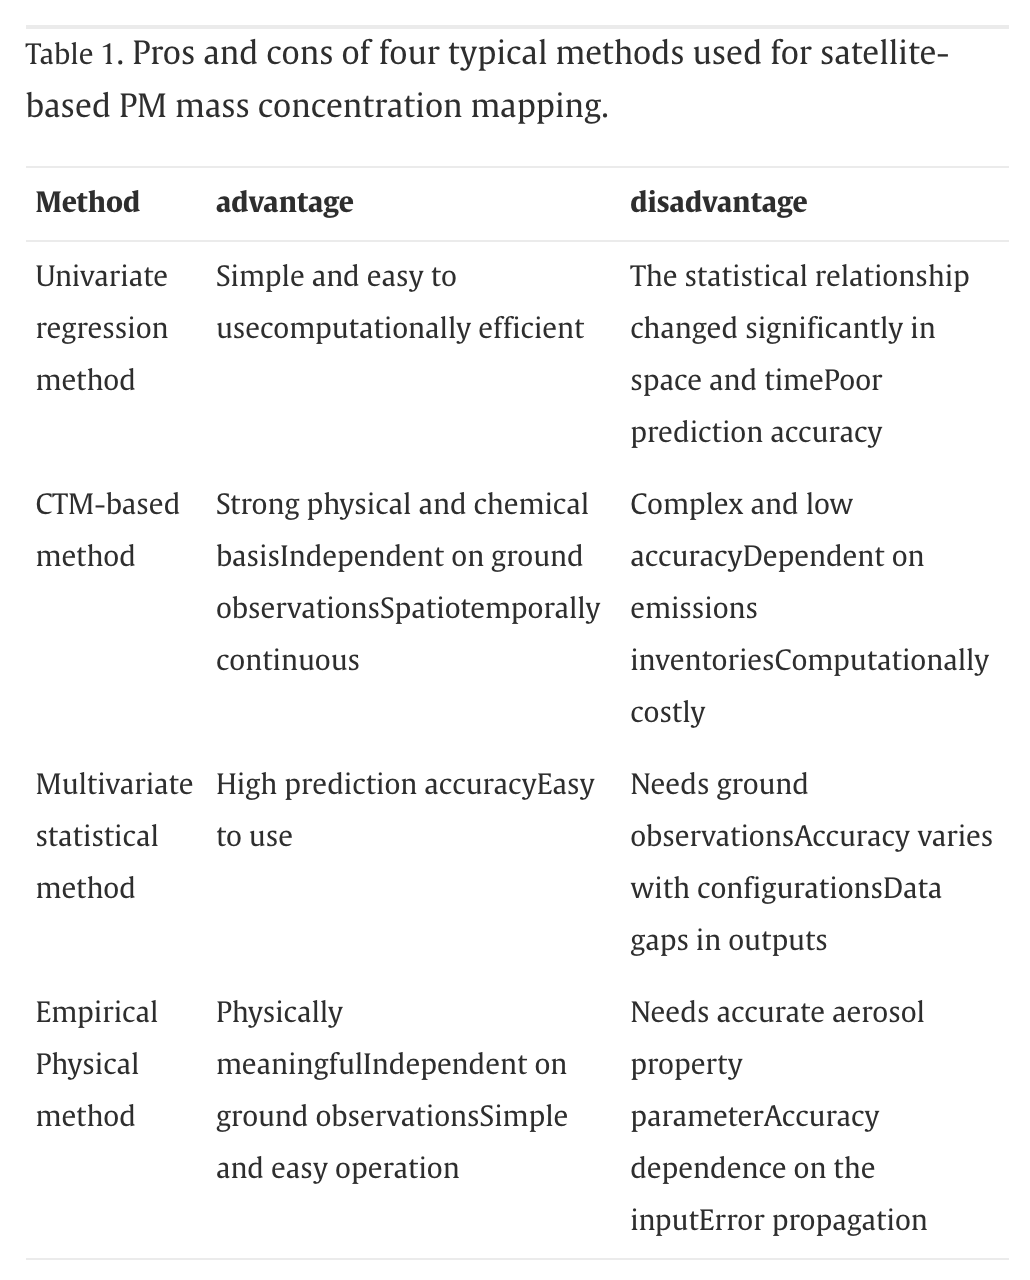 Table 1. Pros and cons of four typical methods used for satellite-
based PM mass concentration mapping.
Method advantage disadvantage
Univariate regression method
Simple and easy to
usecomputationally efficient
The statistical relationship
changed significantly in
space and timePoor
prediction accuracy
CTM-based
method
Strong physical and chemical
basisIndependent on ground
observationsSpatiotemporally
continuous
Complex and low
accuracyDependent on
emissions
inventoriesComputationally
costly
Multivariate
statistical
method
High prediction accuracyEasy
to use
Needs ground
observationsAccuracy varies
with configurationsData
gaps in outputs
Empirical
Physical
method
Physically
meaningfulIndependent on
ground observationsSimple
and easy operation
Needs accurate aerosol
property
parameterAccuracy
dependence on the
inputError propagation